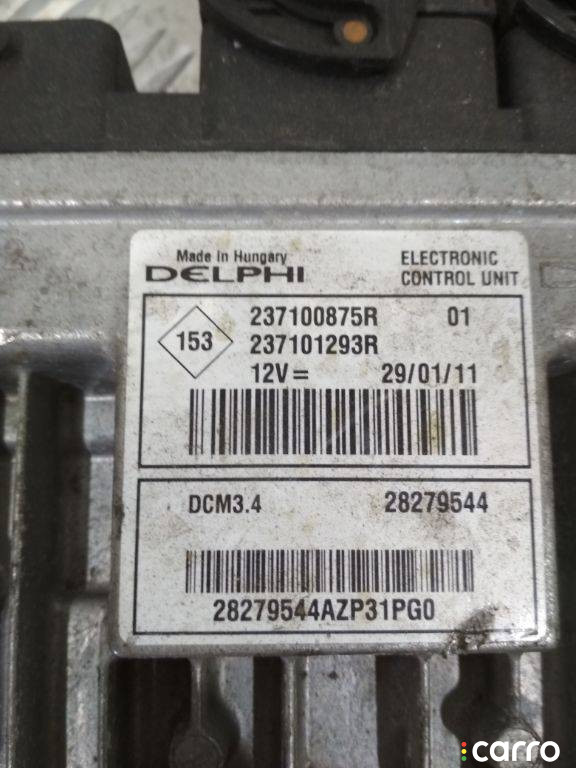 Made in Hungary
DELPHI
ELECTRONIC
CONTROL UNIT
153
237100875R 01
237101293R
12V= 29/01/11
DCM3.4 28279544
28279544AZP31PG0
carro